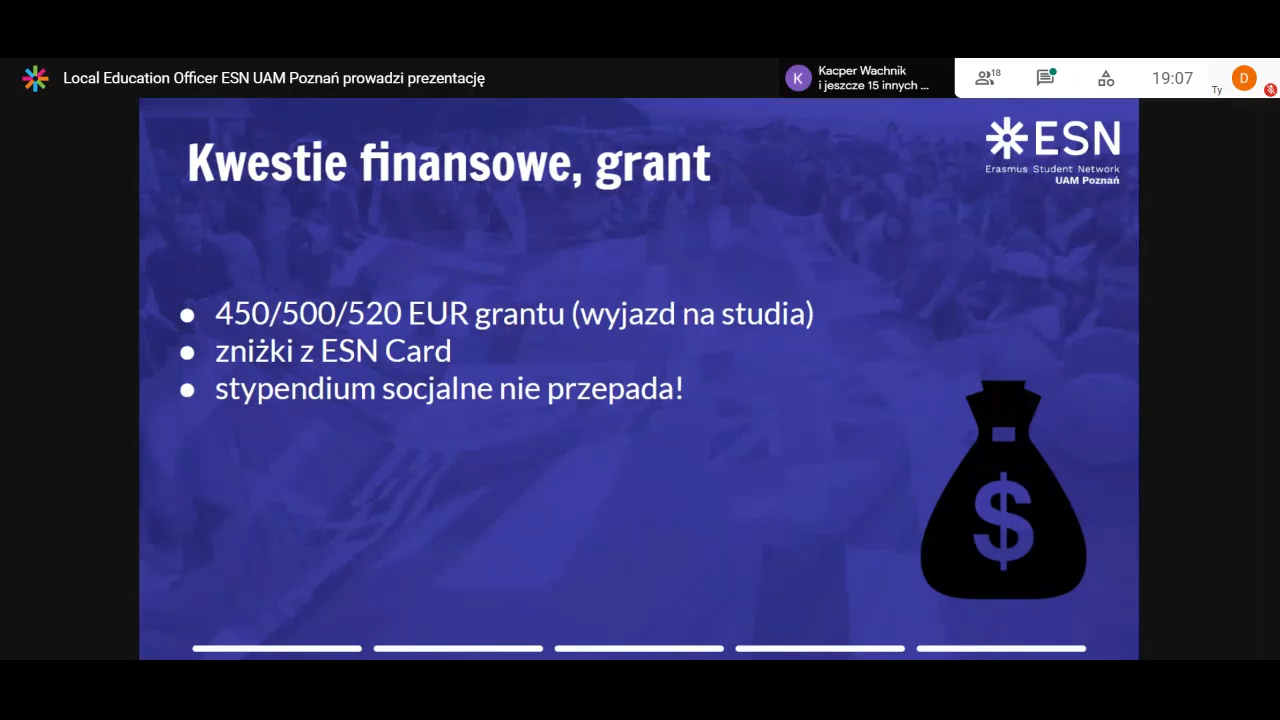 Local Education Officer ESN UAM Poznań prowadzi prezentację
K
Kacper Wachnik
i jeszcze 15 innych ...
18
19:07
Ty
D
Kwestie finansowe, grant
ESN
Erasmus Student Network
UAM Poznań
● 450/500/520 EUR grantu (wyjazd na studia)
● zniżki z ESN Card
● stypendium socjalne nie przepada!
$